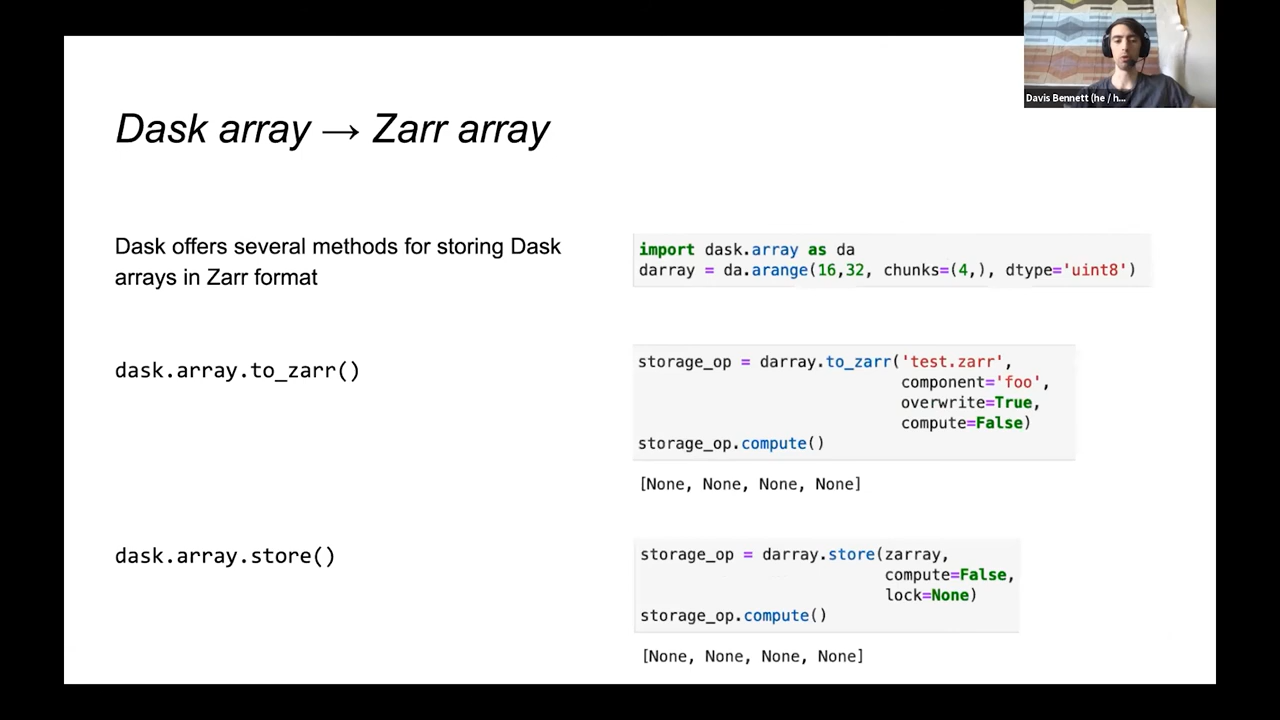 Davis Bennett (he / h...
Dask array → Zarr array
Dask offers several methods for storing Dask
arrays in Zarr format
import dask.array as da
darray = da.arange(16,32, chunks=(4,), dtype='uint8')
dask.array.to_zarr()
storage_op = darray.to_zarr('test.zarr',
component='foo',
overwrite=True,
compute=False)
storage_op.compute()
[None, None, None, None]
dask.array.store()
storage_op = darray.store(zarray,
compute=False,
lock=None)
storage_op.compute()
[None, None, None, None]